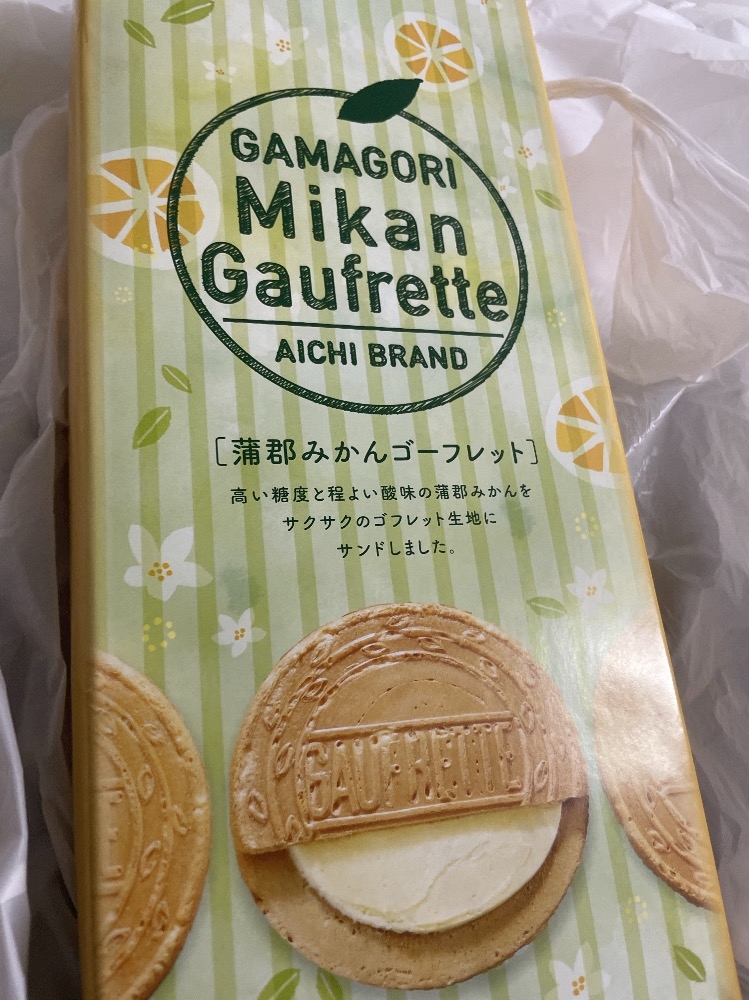 GAMAGORI
Mikan
Gaufrette
AICHI BRAND
[蒲郡みかんゴーフレット]
高い糖度と程よい酸味の蒲郡みかんを
サクサクのゴフレット生地に
サンドしました。
GAUFRETTE